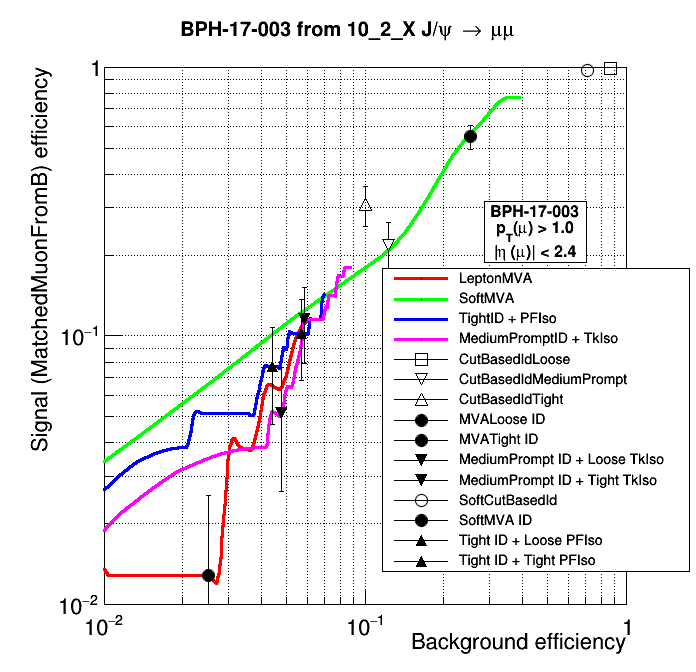 BPH-17-003 from 10_2_X J/ψ → μμ
Signal (MatchedMuonFromB) efficiency
1
10⁻¹
10⁻²
BPH-17-003
p_T(μ) > 1.0
|η (μ)| < 2.4
LeptonMVA
SoftMVA
TightID + PFIso
MediumPromptID + TkIso
CutBasedIdLoose
CutBasedIdMediumPrompt
CutBasedIdTight
MVALoose ID
MVATight ID
MediumPrompt ID + Loose TkIso
MediumPrompt ID + Tight TkIso
SoftCutBasedId
SoftMVA ID
Tight ID + Loose PFIso
Tight ID + Tight PFIso
10⁻² 10⁻¹ 1
Background efficiency